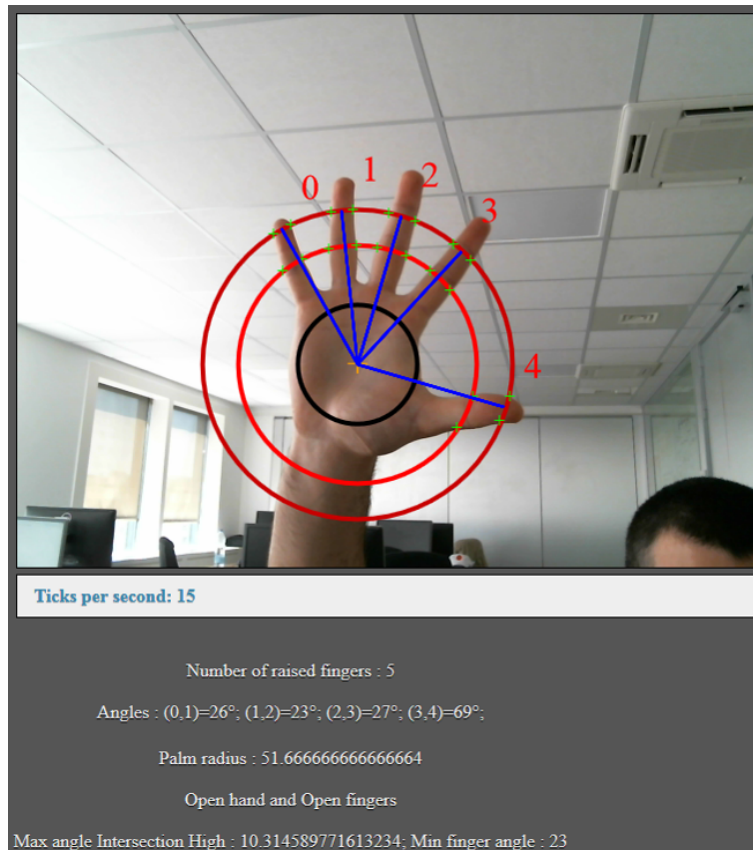 0
1
2
3
4
Ticks per second: 15
Number of raised fingers : 5
Angles : (0,1)=26°; (1,2)=23°; (2,3)=27°; (3,4)=69°;
Palm radius : 51.666666666666664
Open hand and Open fingers
Max angle Intersection High : 10.314589771613234; Min finger angle : 23